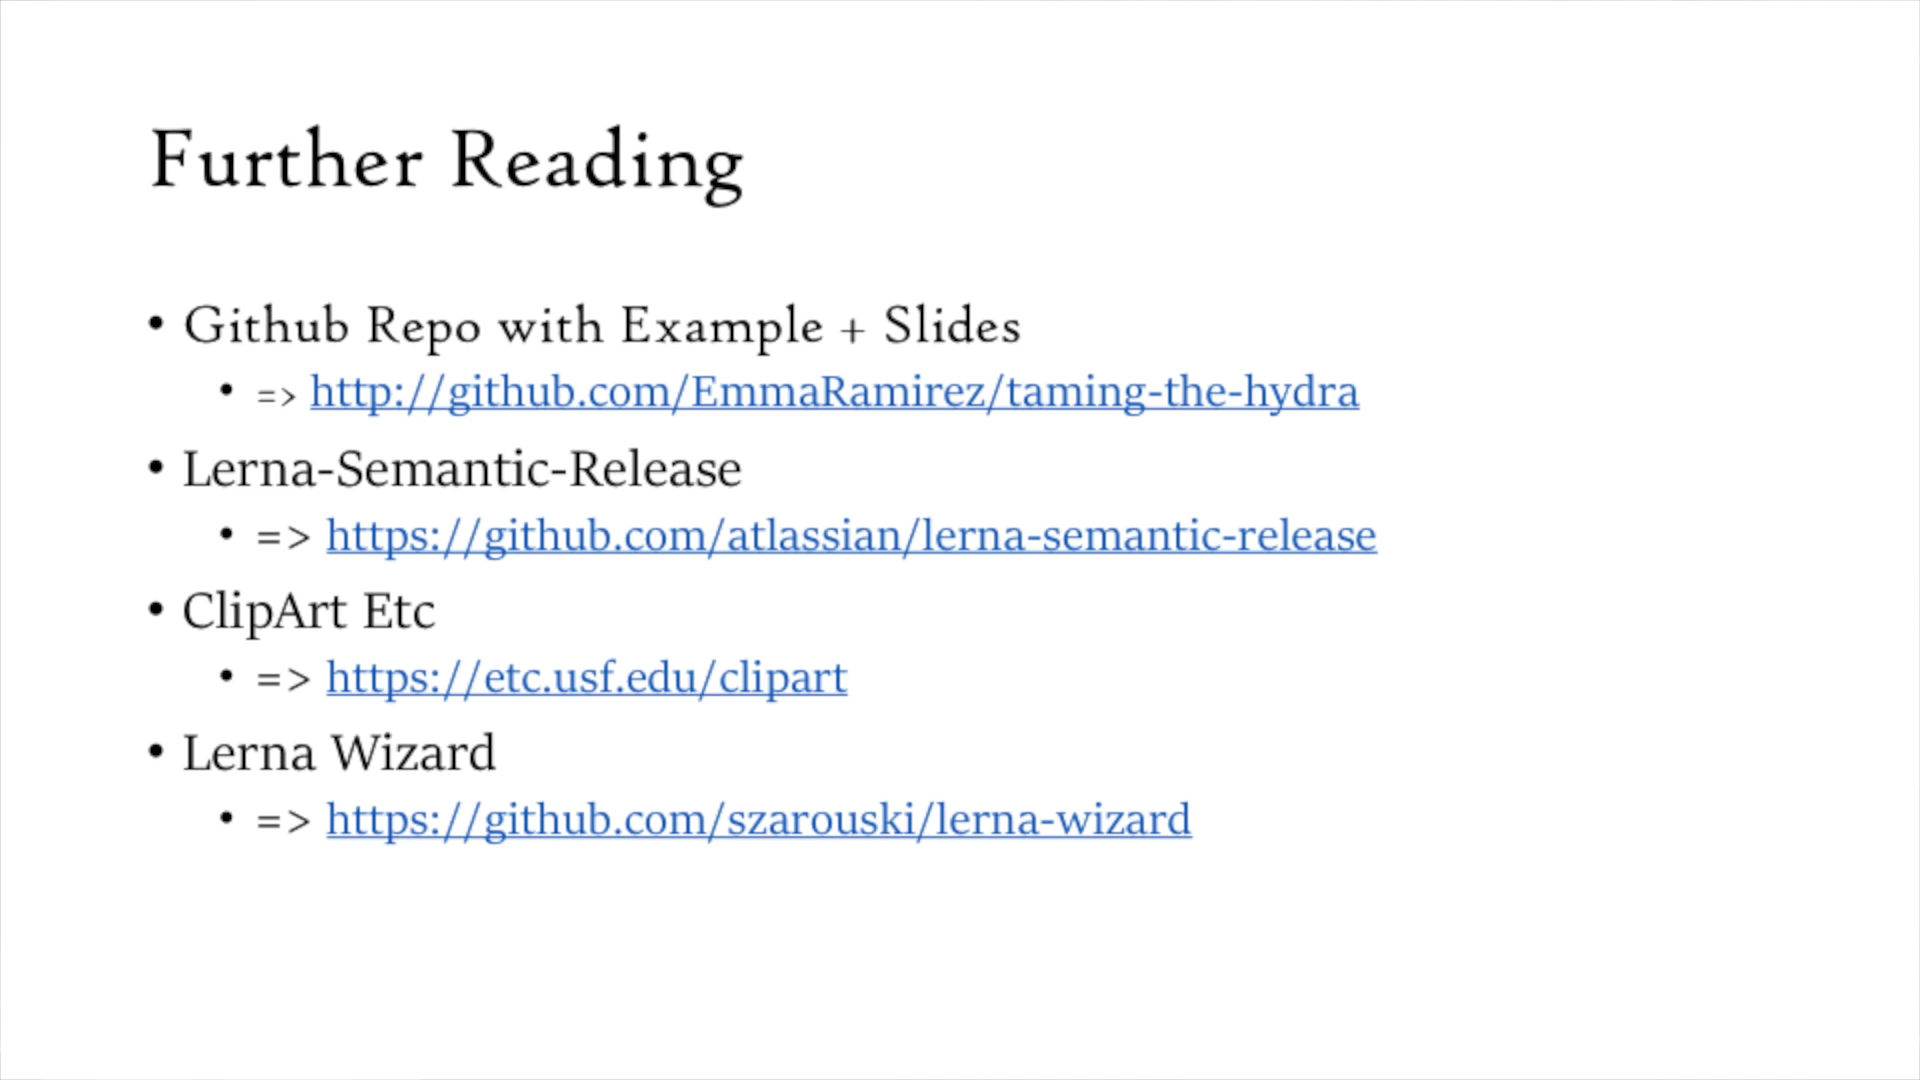 Further Reading
• Github Repo with Example + Slides
• => http://github.com/EmmaRamirez/taming-the-hydra
• Lerna-Semantic-Release
• => https://github.com/atlassian/lerna-semantic-release
• ClipArt Etc
• => https://etc.usf.edu/clipart
• Lerna Wizard
• => https://github.com/szarouski/lerna-wizard